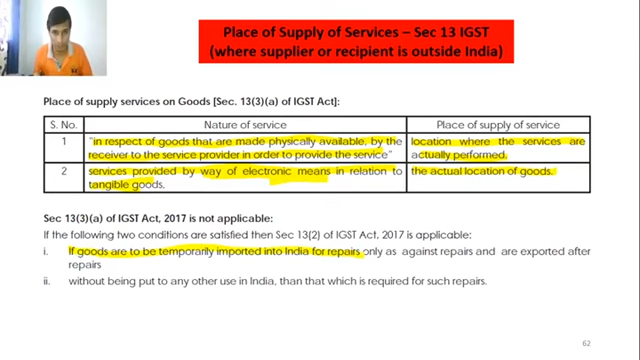 Place of Supply of Services – Sec 13 IGST
(where supplier or recipient is outside India)
Place of supply services on Goods [Sec. 13(3)(a) of IGST Act]:
S. No. Nature of service Place of supply of service
1 "in respect of goods that are made physically available, by the location where the services are
receiver to the service provider in order to provide the service" actually performed.
2 services provided by way of electronic means in relation to the actual location of goods.
tangible goods.
Sec 13(3)(a) of IGST Act, 2017 is not applicable:
If the following two conditions are satisfied then Sec 13(2) of IGST Act, 2017 is applicable:
i. If goods are to be temporarily imported into India for repairs only as against repairs and are exported after
repairs
ii. without being put to any other use in India, than that which is required for such repairs.
62